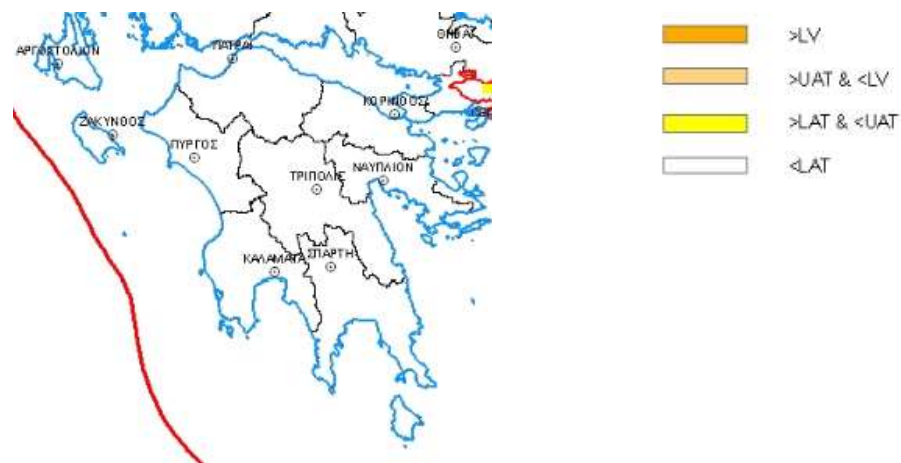 ΘΗΒΑΙ
ΑΡΓΟΣΤΟΛΙΟΝ
ΠΑΤΡΑΙ
ΚΟΡΙΝΘΟΣ
ΖΑΚΥΝΘΟΣ
ΠΥΡΓΟΣ
ΝΑΥΠΛΙΟΝ
ΤΡΙΠΟΛΙΣ
ΚΑΛΑΜΑΤΑ
ΣΠΑΡΤΗ
>LV
>UAT & <LV
>LAT & <UAT
<LAT